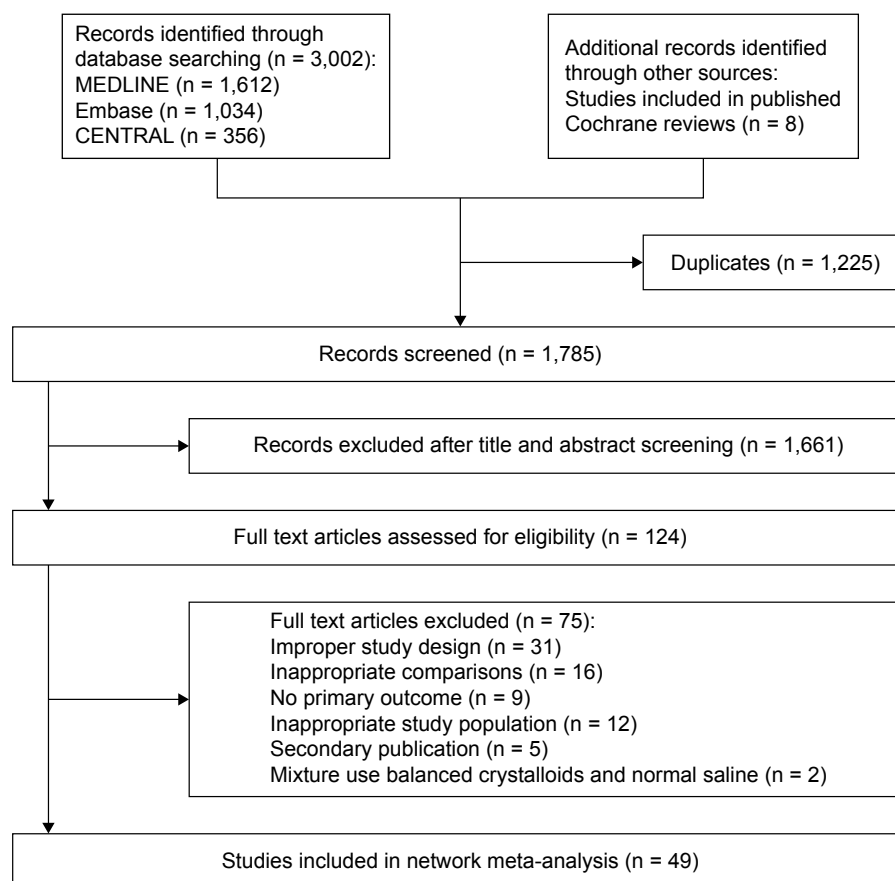 Records identified through
database searching (n = 3,002):
MEDLINE (n = 1,612)
Embase (n = 1,034)
CENTRAL (n = 356)
Additional records identified
through other sources:
Studies included in published
Cochrane reviews (n = 8)
Duplicates (n = 1,225)
Records screened (n = 1,785)
Records excluded after title and abstract screening (n = 1,661)
Full text articles assessed for eligibility (n = 124)
Full text articles excluded (n = 75):
Improper study design (n = 31)
Inappropriate comparisons (n = 16)
No primary outcome (n = 9)
Inappropriate study population (n = 12)
Secondary publication (n = 5)
Mixture use balanced crystalloids and normal saline (n = 2)
Studies included in network meta-analysis (n = 49)